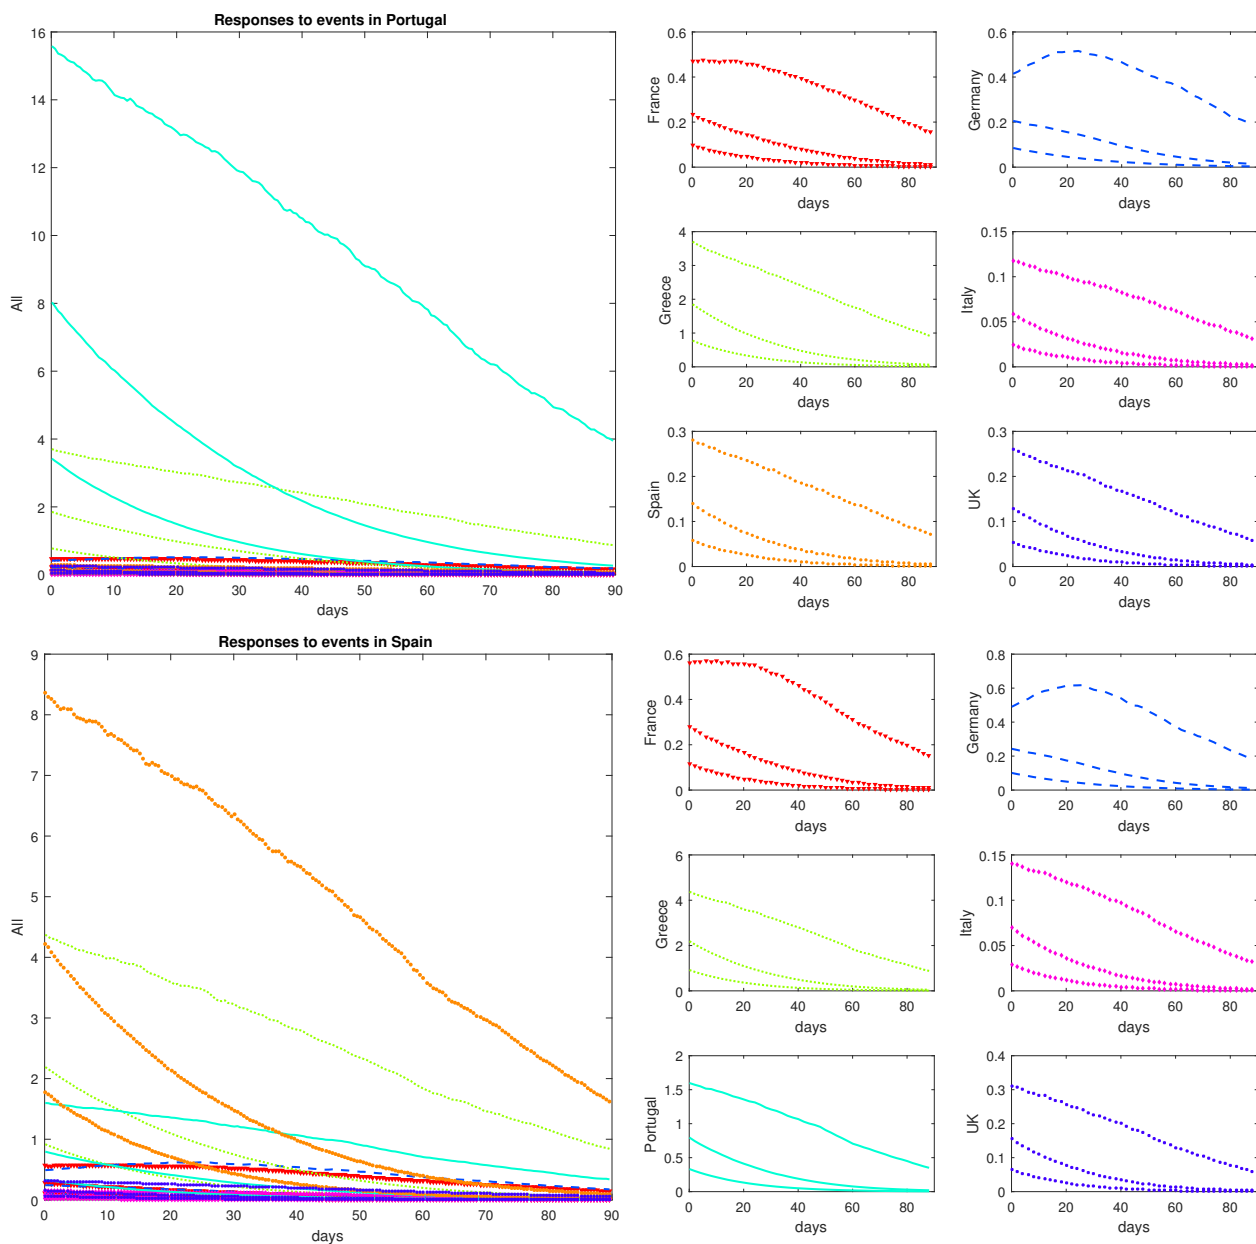 Responses to events in Portugal
16
14
12
10
8
6
4
2
0
All
0 10 20 30 40 50 60 70 80 90
days
0.6
0.4
0.2
0
France
0 20 40 60 80
days
0.6
0.4
0.2
0
Germany
0 20 40 60 80
days
4
3
2
1
0
Greece
0 20 40 60 80
days
0.15
0.1
0.05
0
Italy
0 20 40 60 80
days
0.3
0.2
0.1
0
Spain
0 20 40 60 80
days
0.3
0.2
0.1
0
UK
0 20 40 60 80
days
Responses to events in Spain
9
8
7
6
5
4
3
2
1
0
All
0 10 20 30 40 50 60 70 80 90
days
0.6
0.4
0.2
0
France
0 20 40 60 80
days
0.8
0.6
0.4
0.2
0
Germany
0 20 40 60 80
days
6
4
2
0
Greece
0 20 40 60 80
days
0.15
0.1
0.05
0
Italy
0 20 40 60 80
days
2
1.5
1
0.5
0
Portugal
0 20 40 60 80
days
0.4
0.3
0.2
0.1
0
UK
0 20 40 60 80
days